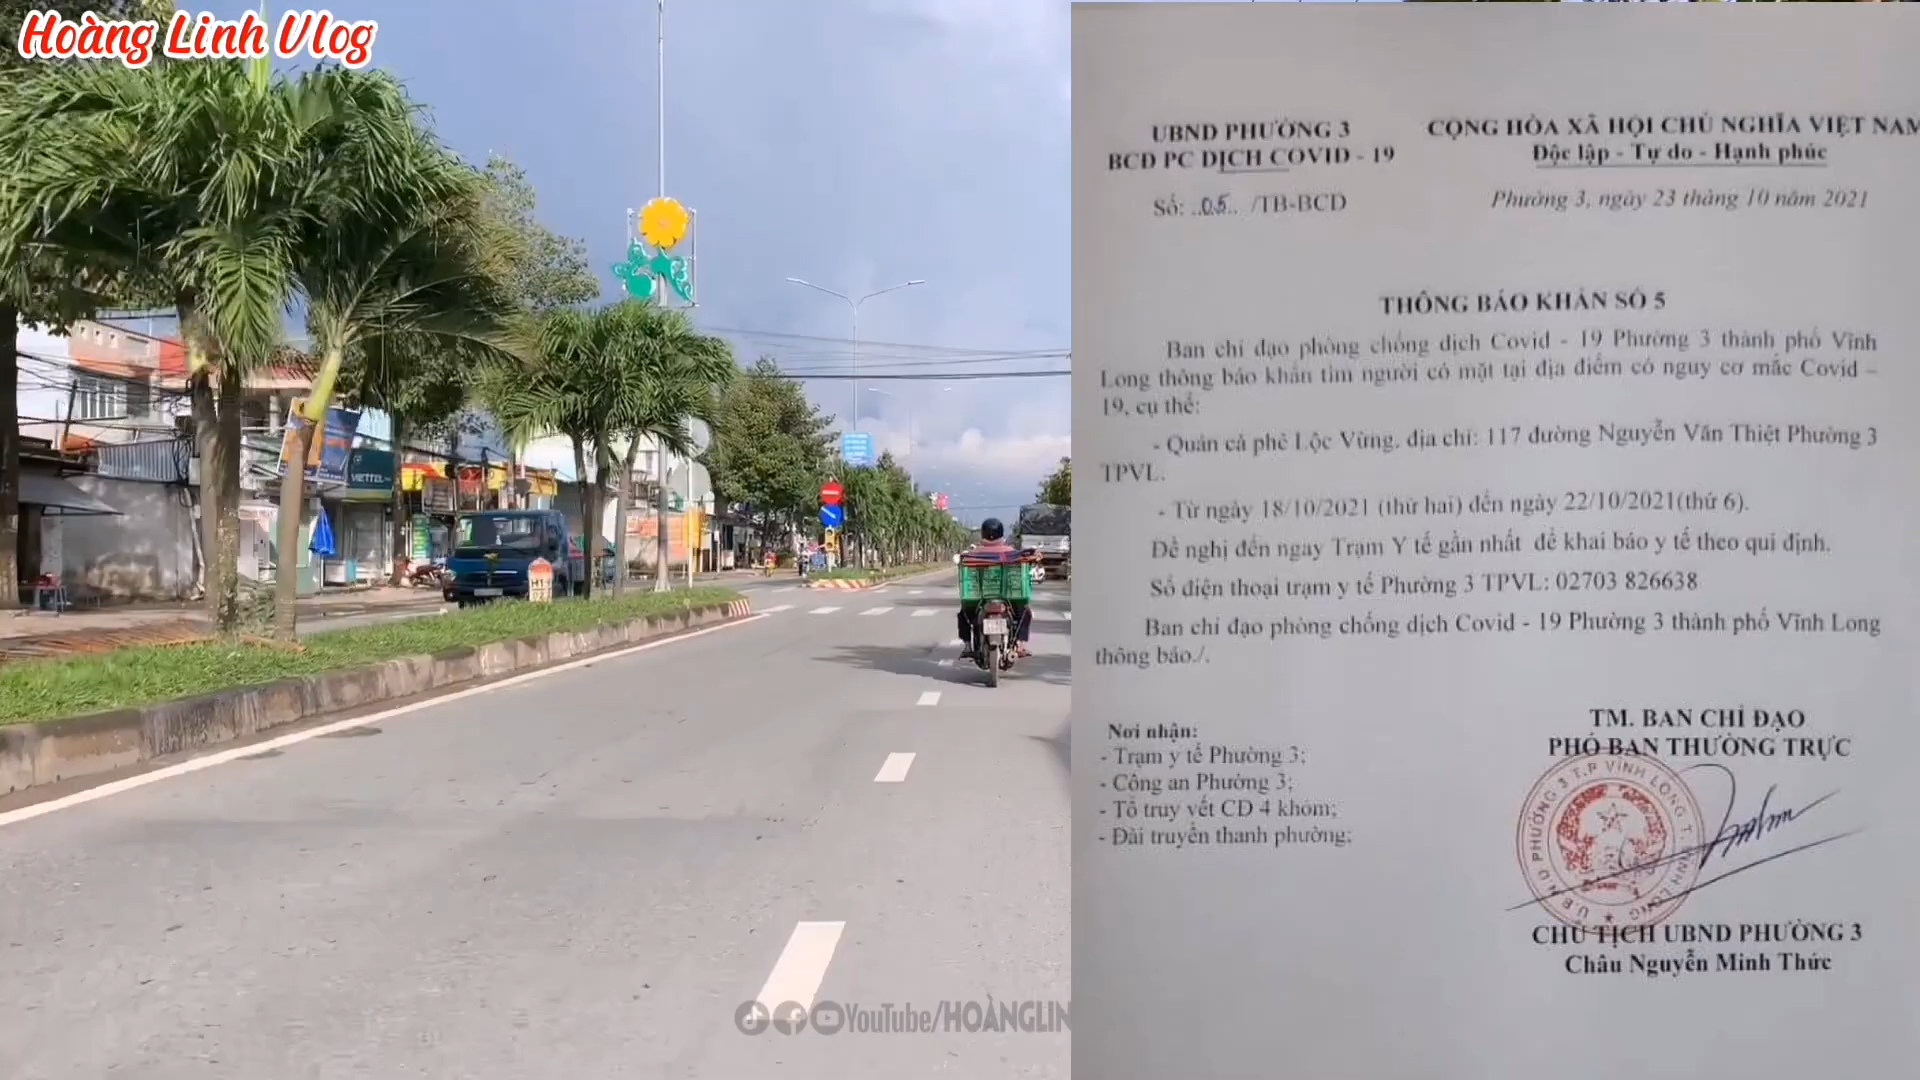 Hoàng Linh Vlog
VIETTEL
H1
YouTube/HOÀNGLIN
UBND PHƯỜNG 3
BCĐ PC DỊCH COVID - 19
Số: ..05.. /TB-BCĐ
CỘNG HÒA XÃ HỘI CHỦ NGHĨA VIỆT NAM
Độc lập - Tự do - Hạnh phúc
Phường 3, ngày 23 tháng 10 năm 2021
THÔNG BÁO KHẨN SỐ 5
Ban chỉ đạo phòng chống dịch Covid - 19 Phường 3 thành phố Vĩnh
Long thông báo khẩn tìm người có mặt tại địa điểm có nguy cơ mắc Covid –
19, cụ thể:
- Quán cà phê Lộc Vừng, địa chỉ: 117 đường Nguyễn Văn Thiệt Phường 3
TPVL.
- Từ ngày 18/10/2021 (thứ hai) đến ngày 22/10/2021(thứ 6).
Đề nghị đến ngay Trạm Y tế gần nhất để khai báo y tế theo qui định.
Số điện thoại trạm y tế Phường 3 TPVL: 02703 826638
Ban chỉ đạo phòng chống dịch Covid - 19 Phường 3 thành phố Vĩnh Long
thông báo./.
Nơi nhận:
- Trạm y tế Phường 3;
- Công an Phường 3;
- Tổ truy vết CĐ 4 khóm;
- Đài truyền thanh phường;
TM. BAN CHỈ ĐẠO
PHÓ BAN THƯỜNG TRỰC
U.B.N.D PHƯỜNG 3 T.P VĨNH LONG T. VĨNH LONG
CHỦ TỊCH UBND PHƯỜNG 3
Châu Nguyễn Minh Thức